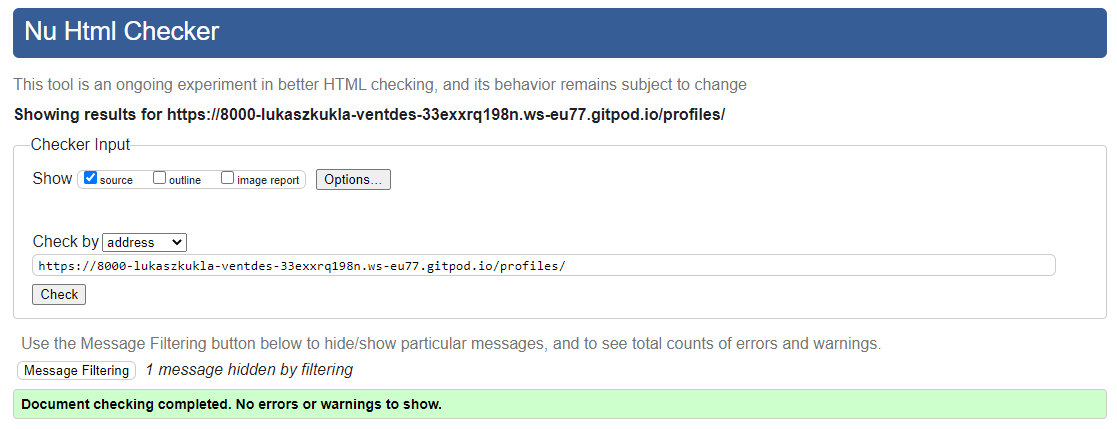 Nu Html Checker
This tool is an ongoing experiment in better HTML checking, and its behavior remains subject to change
Showing results for https://8000-lukaszkukla-ventdes-33exxrq198n.ws-eu77.gitpod.io/profiles/
Checker Input
Show source outline image report Options...
Check by address
https://8000-lukaszkukla-ventdes-33exxrq198n.ws-eu77.gitpod.io/profiles/
Check
Use the Message Filtering button below to hide/show particular messages, and to see total counts of errors and warnings.
Message Filtering 1 message hidden by filtering
Document checking completed. No errors or warnings to show.